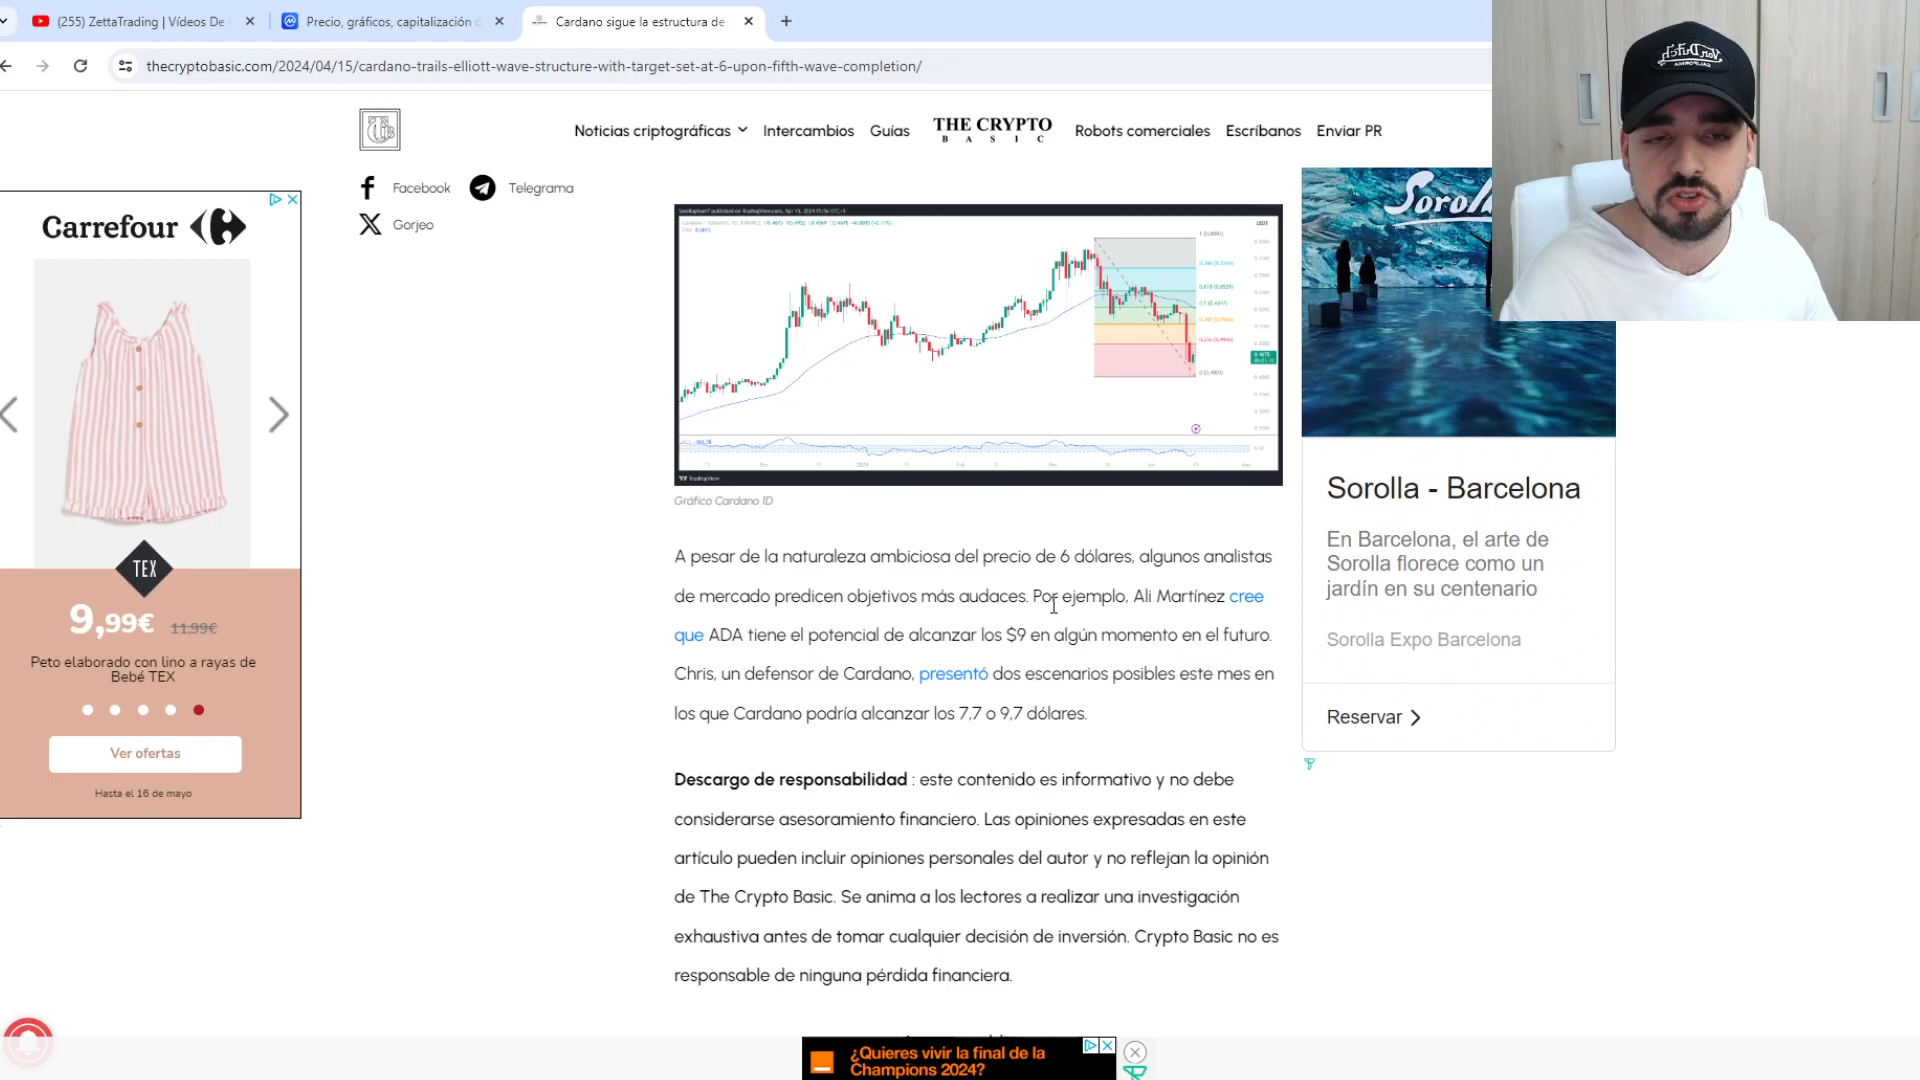 (255) ZettaTrading | Vídeos De
Precio, gráficos, capitalización
Cardano sigue la estructura de
thecryptobasic.com/2024/04/15/cardano-trails-elliott-wave-structure-with-target-set-at-6-upon-fifth-wave-completion/
Noticias criptográficas
Intercambios
Guías
THE CRYPTO
BASIC
Robots comerciales
Escríbanos
Enviar PR
Facebook
Telegrama
Gorjeo
Carrefour
TEX
9,99€ 11,99€
Peto elaborado con lino a rayas de
Bebé TEX
Ver ofertas
Hasta el 16 de mayo
TradingView
Gráfico Cardano 1D
A pesar de la naturaleza ambiciosa del precio de 6 dólares, algunos analistas
de mercado predicen objetivos más audaces. Por ejemplo, Ali Martínez cree
que ADA tiene el potencial de alcanzar los $9 en algún momento en el futuro.
Chris, un defensor de Cardano, presentó dos escenarios posibles este mes en
los que Cardano podría alcanzar los 7,7 o 9,7 dólares.
Descargo de responsabilidad : este contenido es informativo y no debe
considerarse asesoramiento financiero. Las opiniones expresadas en este
artículo pueden incluir opiniones personales del autor y no reflejan la opinión
de The Crypto Basic. Se anima a los lectores a realizar una investigación
exhaustiva antes de tomar cualquier decisión de inversión. Crypto Basic no es
responsable de ninguna pérdida financiera.
Sorolla - Barcelona
En Barcelona, el arte de
Sorolla florece como un
jardín en su centenario
Sorolla Expo Barcelona
Reservar
¿Quieres vivir la final de la
Champions 2024?